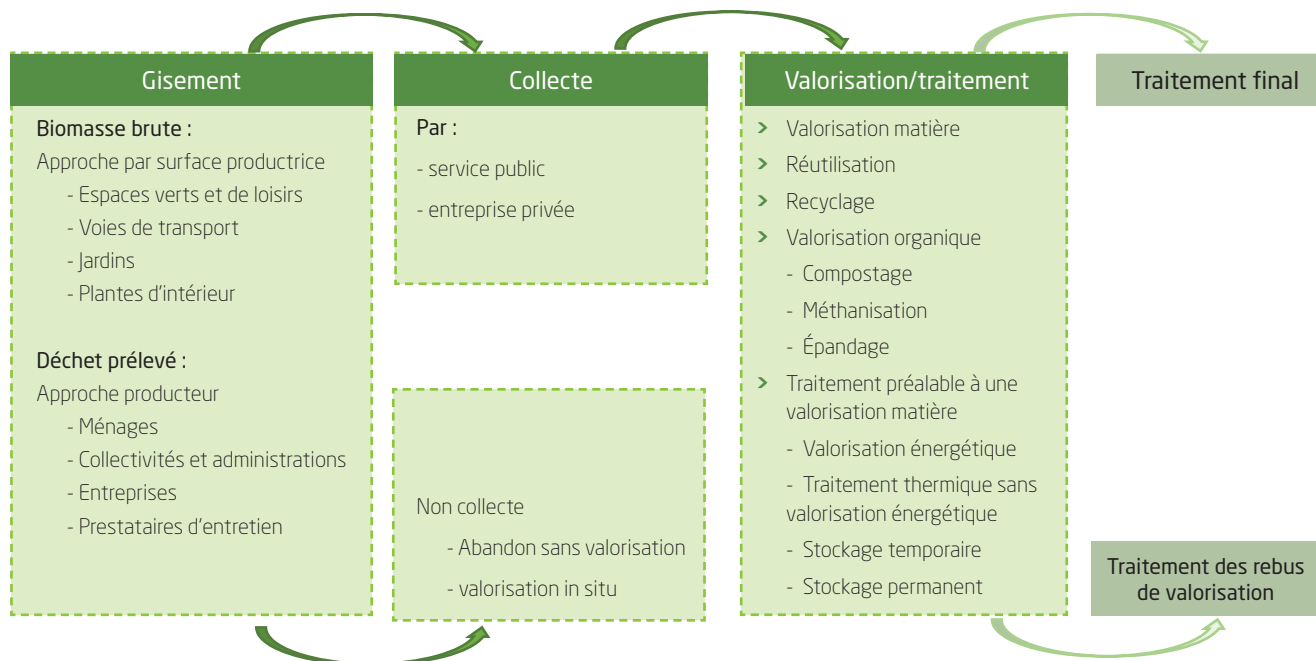 Gisement
Biomasse brute :
Approche par surface productrice
- Espaces verts et de loisirs
- Voies de transport
- Jardins
- Plantes d'intérieur
Déchet prélevé :
Approche producteur
- Ménages
- Collectivités et administrations
- Entreprises
- Prestataires d'entretien
Collecte
Par :
- service public
- entreprise privée
Non collecte
- Abandon sans valorisation
- valorisation in situ
Valorisation/traitement
> Valorisation matière
> Réutilisation
> Recyclage
> Valorisation organique
- Compostage
- Méthanisation
- Épandage
> Traitement préalable à une
valorisation matière
- Valorisation énergétique
- Traitement thermique sans
valorisation énergétique
- Stockage temporaire
- Stockage permanent
Traitement final
Traitement des rebus
de valorisation